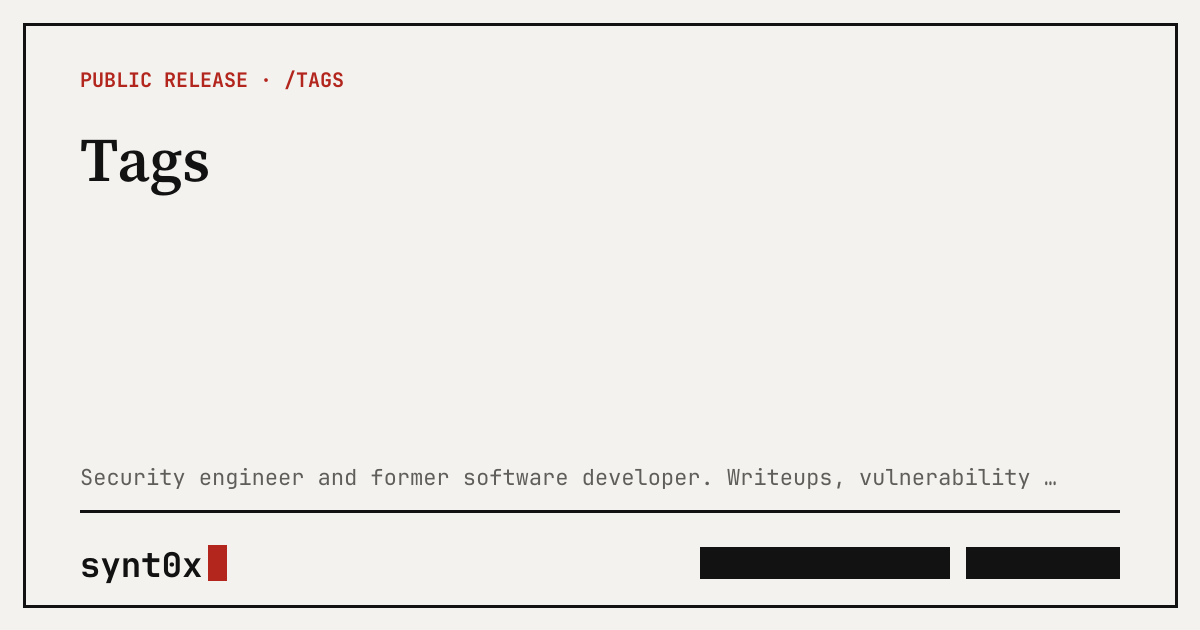 PUBLIC RELEASE · /TAGS
Tags
Security engineer and former software developer. Writeups, vulnerability …
synt0x